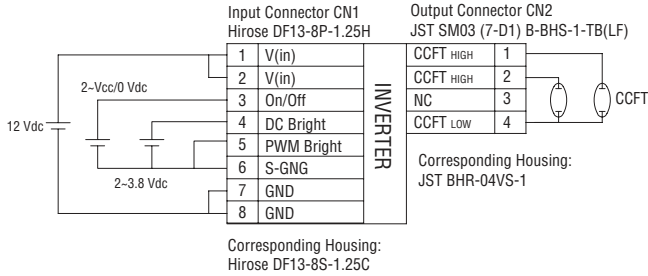 Input Connector CN1
Hirose DF13-8P-1.25H
Output Connector CN2
JST SM03 (7-D1) B-BHS-1-TB(LF)
1 V(in)
2 V(in)
3 On/Off
4 DC Bright
5 PWM Bright
6 S-GNG
7 GND
8 GND
INVERTER
CCFT HIGH 1
CCFT HIGH 2
NC 3
CCFT LOW 4
CCFT
2~Vcc/0 Vdc
12 Vdc
2~3.8 Vdc
Corresponding Housing:
JST BHR-04VS-1
Corresponding Housing:
Hirose DF13-8S-1.25C